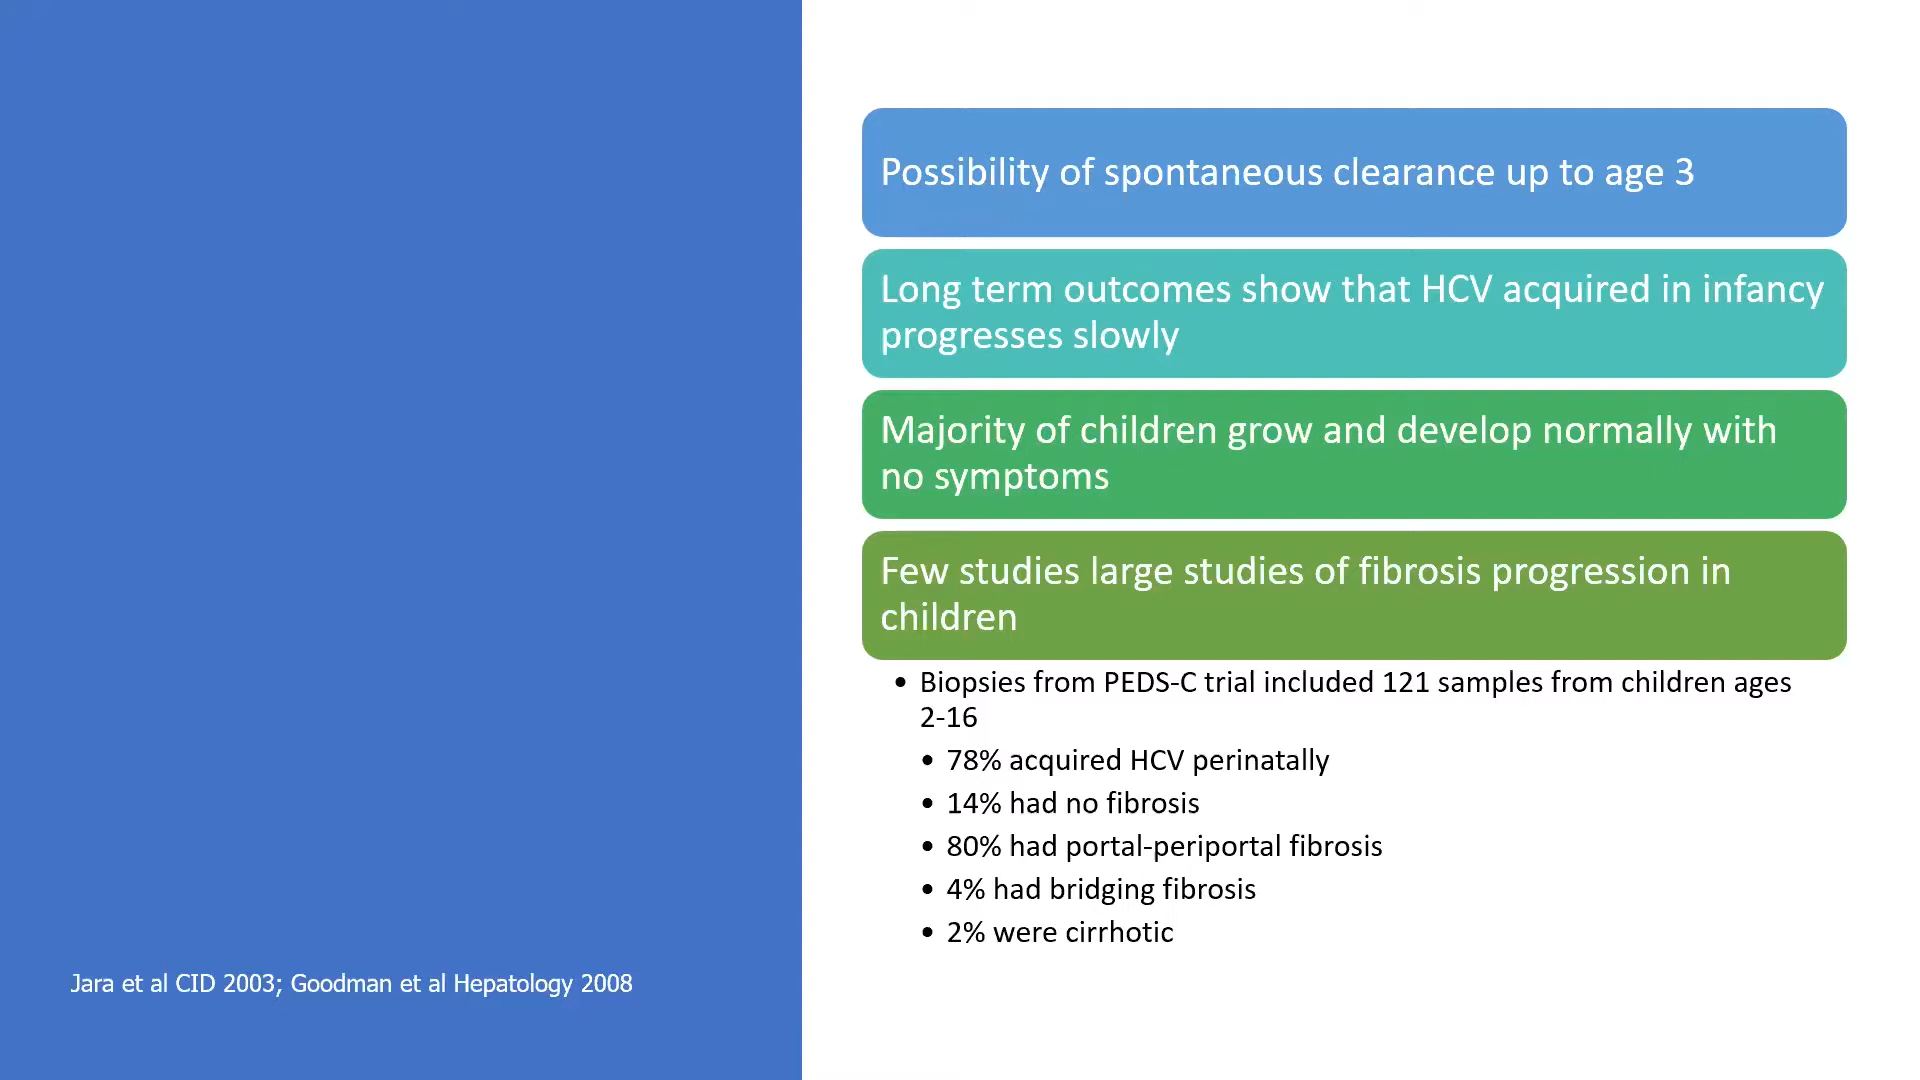 Possibility of spontaneous clearance up to age 3
Long term outcomes show that HCV acquired in infancy
progresses slowly
Majority of children grow and develop normally with
no symptoms
Few studies large studies of fibrosis progression in
children
• Biopsies from PEDS-C trial included 121 samples from children ages
2-16
• 78% acquired HCV perinatally
• 14% had no fibrosis
• 80% had portal-periportal fibrosis
• 4% had bridging fibrosis
• 2% were cirrhotic
Jara et al CID 2003; Goodman et al Hepatology 2008